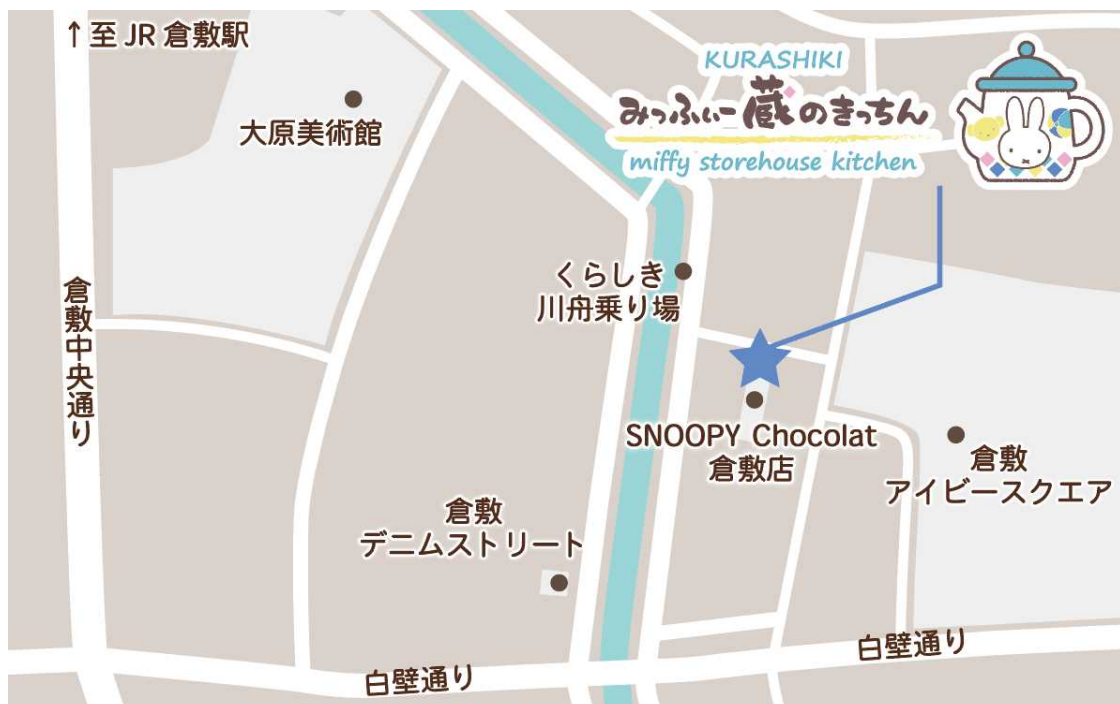 ↑至 JR 倉敷駅
大原美術館
KURASHIKI
みっふぃー蔵のきっちん
miffy storehouse kitchen
くらしき
川舟乗り場
倉敷中央通り
SNOOPY Chocolat
倉敷店
倉敷
アイビースクエア
倉敷
デニムストリート
白壁通り
白壁通り